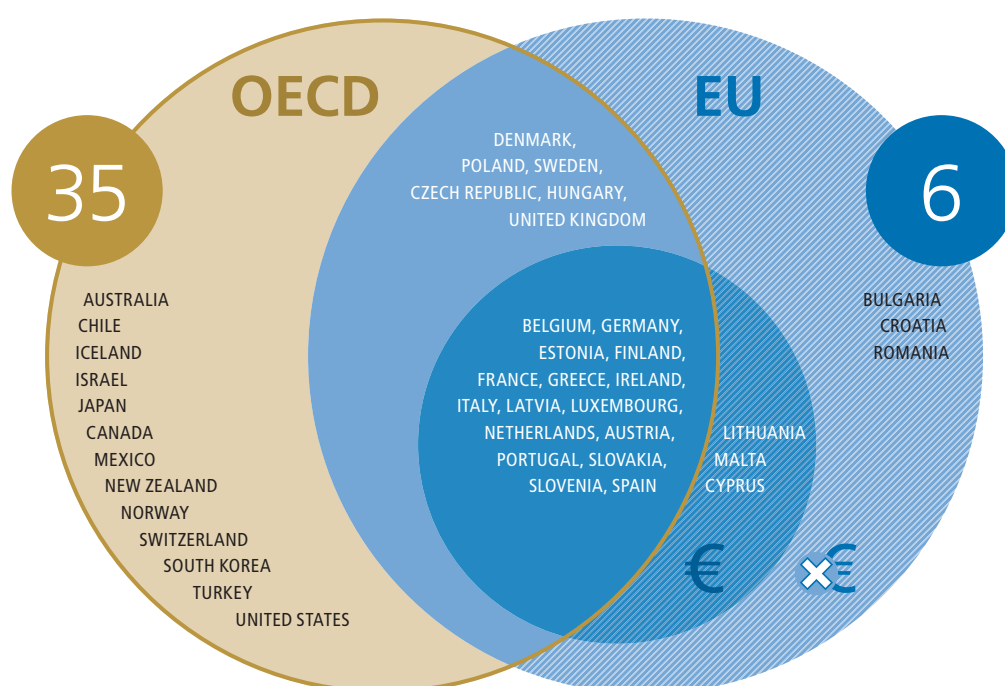 OECD
EU
35
6
DENMARK,
POLAND, SWEDEN,
CZECH REPUBLIC, HUNGARY,
UNITED KINGDOM
AUSTRALIA
CHILE
ICELAND
ISRAEL
JAPAN
CANADA
MEXICO
NEW ZEALAND
NORWAY
SWITZERLAND
SOUTH KOREA
TURKEY
UNITED STATES
BELGIUM, GERMANY,
ESTONIA, FINLAND,
FRANCE, GREECE, IRELAND,
ITALY, LATVIA, LUXEMBOURG,
NETHERLANDS, AUSTRIA,
PORTUGAL, SLOVAKIA,
SLOVENIA, SPAIN
LITHUANIA
MALTA
CYPRUS
BULGARIA
CROATIA
ROMANIA
€
€